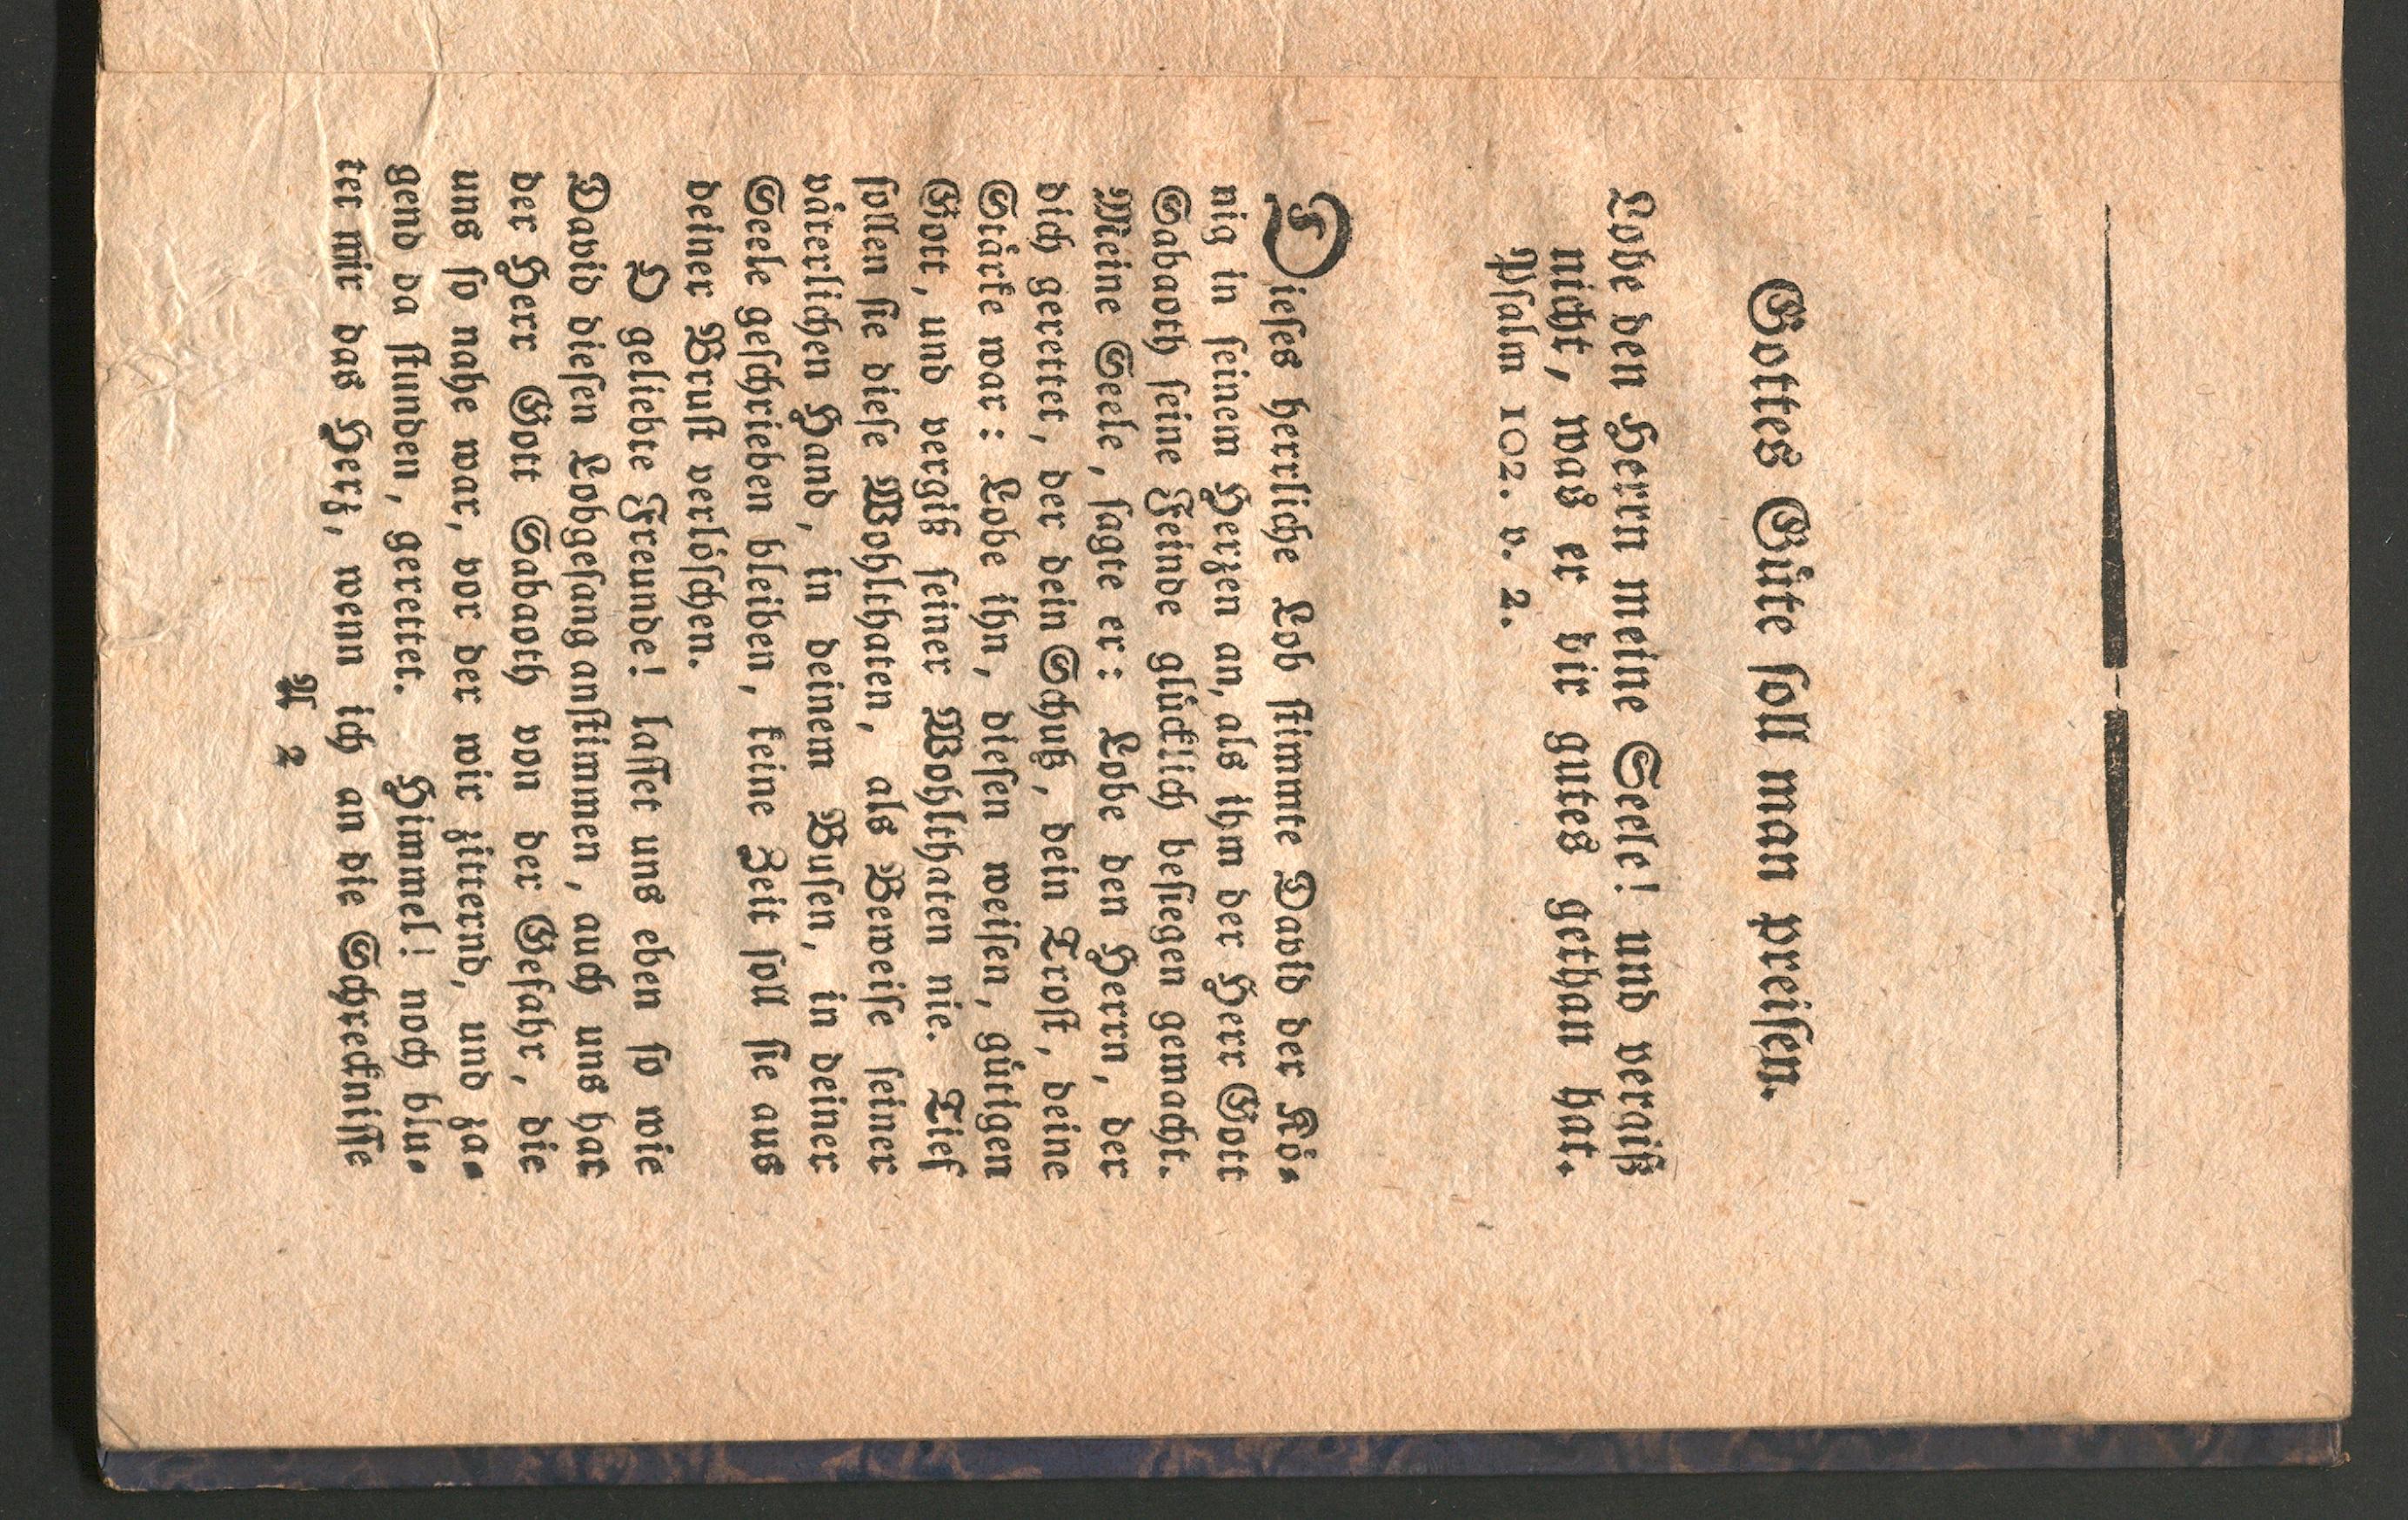 Gottes Güte soll man preisen.
Lobe den Herrn meine Seele! und vergiß
nicht, was er dir gutes gethan hat.
Psalm 102. v. 2.
Dieses herrliche Lob stimmte David der Kö-
nig in seinem Herzen an, als ihm der Herr Gott
Sabaoth seine Feinde glücklich besiegen gemacht.
Meine Seele, sagte er: Lobe den Herrn, der
dich gerettet, der dein Schutz, dein Trost, deine
Stärke war: Lobe ihn, diesen weisen, gütigen
Gott, und vergiß seiner Wohlthaten nie. Tief
sollen sie diese Wohlthaten, als Beweise seiner
väterlichen Hand, in deinem Busen, in deiner
Seele geschrieben bleiben, keine Zeit soll sie aus
deiner Brust verlöschen.
O geliebte Freunde! lasset uns eben so wie
David diesen Lobgesang anstimmen, auch uns hat
der Herr Gott Sabaoth von der Gefahr, die
uns so nahe war, vor der wir zitternd, und za-
gend da stunden, gerettet. Himmel! noch blu-
tet mir das Herz, wenn ich an die Schrecknisse
A 2